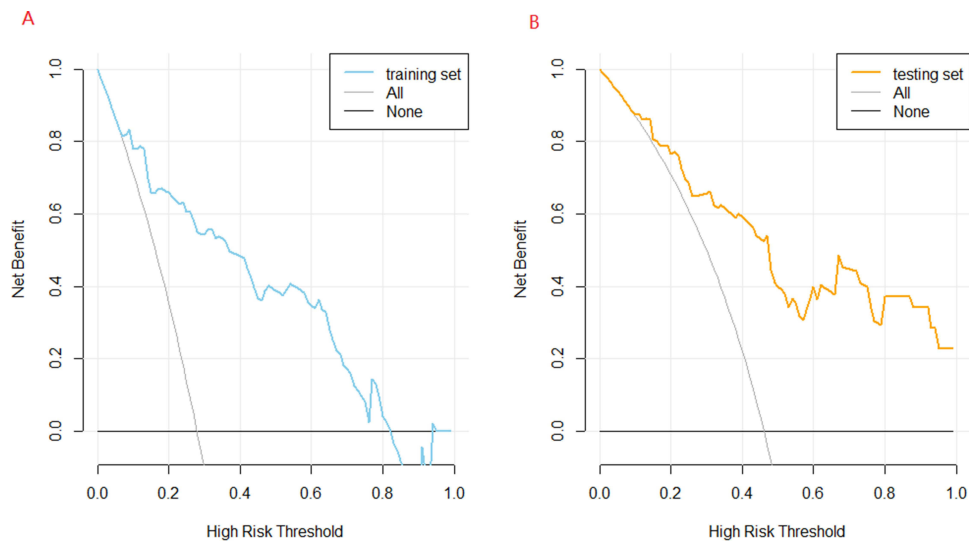 A
training set
All
None
Net Benefit
1.0
0.8
0.6
0.4
0.2
0.0
0.0 0.2 0.4 0.6 0.8 1.0
High Risk Threshold
B
testing set
All
None
Net Benefit
1.0
0.8
0.6
0.4
0.2
0.0
0.0 0.2 0.4 0.6 0.8 1.0
High Risk Threshold